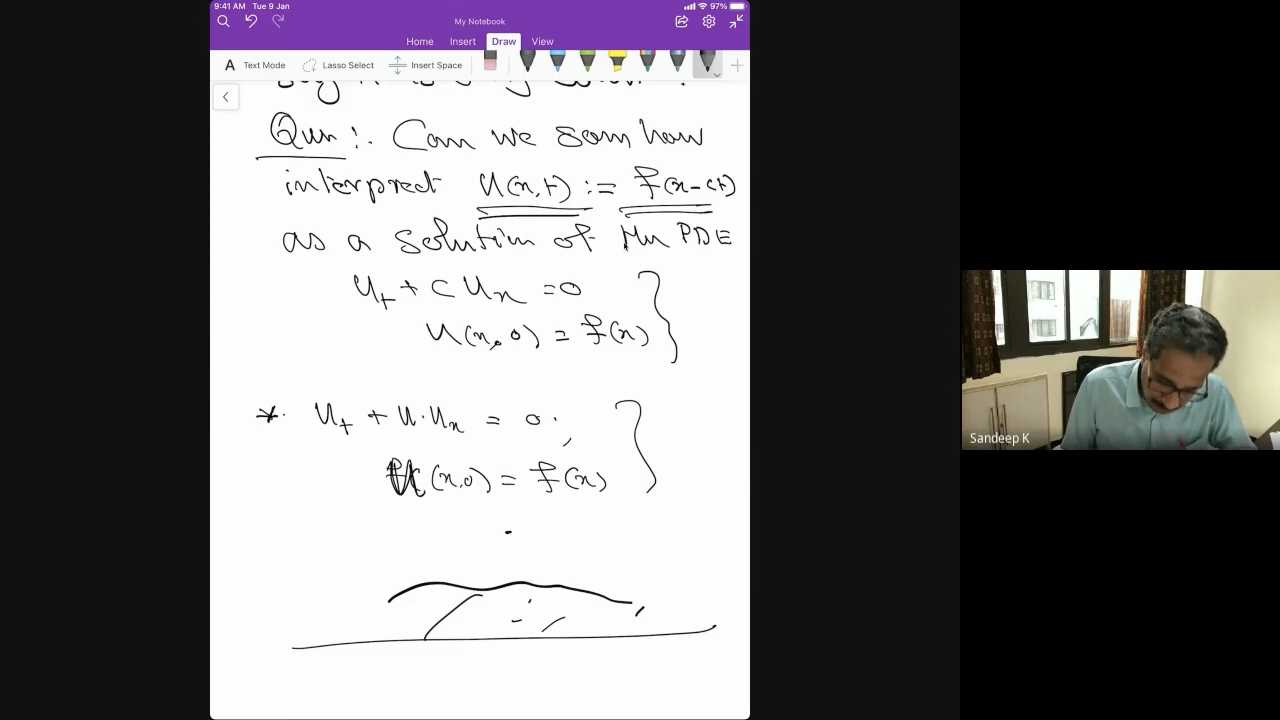 9:41 AM Tue 9 Jan
97%
My Notebook
Home Insert Draw View
Text Mode Lasso Select Insert Space
Qun :. Can we som how
interpret u(x,t) := f(x-ct)
as a solution of the PDE
u_t + c u_x = 0
u(x,0) = f(x)
*. u_t + u·u_x = 0 ;
u(x,0) = f(x)
Sandeep K